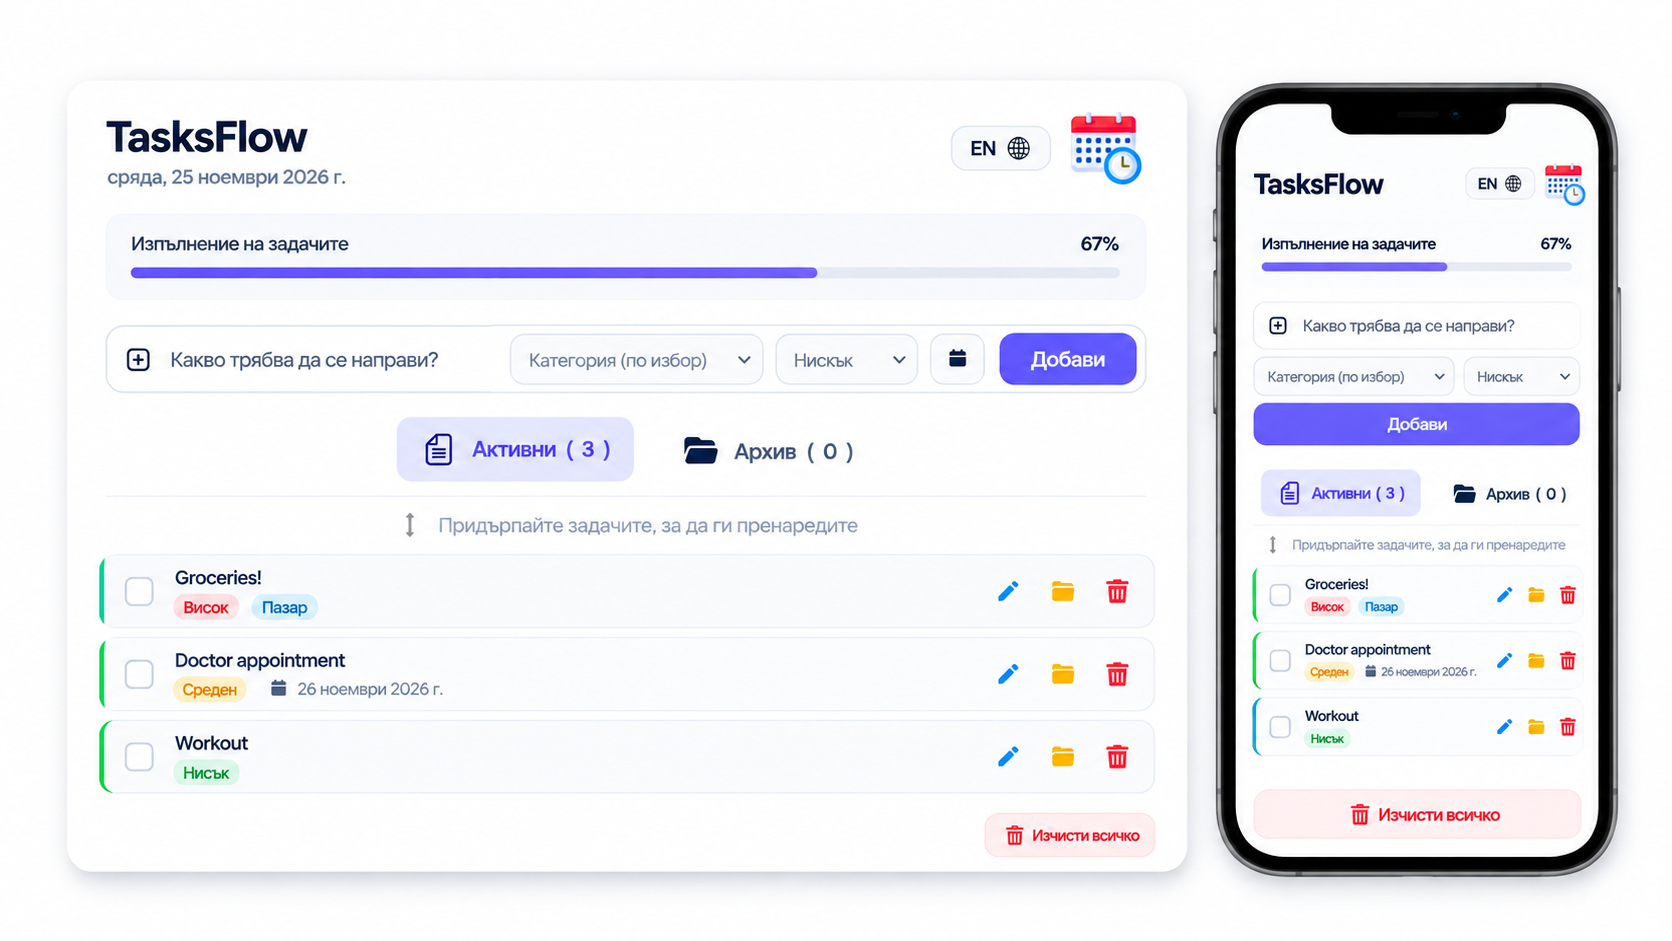 TasksFlow
сряда, 25 ноември 2026 г.
EN
Изпълнение на задачите 67%
Какво трябва да се направи? Категория (по избор) Нискък Добави
Активни ( 3 ) Архив ( 0 )
Придърпайте задачите, за да ги пренаредите
Groceries!
Висок Пазар
Doctor appointment
Среден 26 ноември 2026 г.
Workout
Нисък
Изчисти всичко
TasksFlow EN
Изпълнение на задачите 67%
Какво трябва да се направи?
Категория (по избор) Нискък
Добави
Активни ( 3 ) Архив ( 0 )
Придърпайте задачите, за да ги пренаредите
Groceries!
Висок Пазар
Doctor appointment
Среден 26 ноември 2026 г.
Workout
Нисък
Изчисти всичко